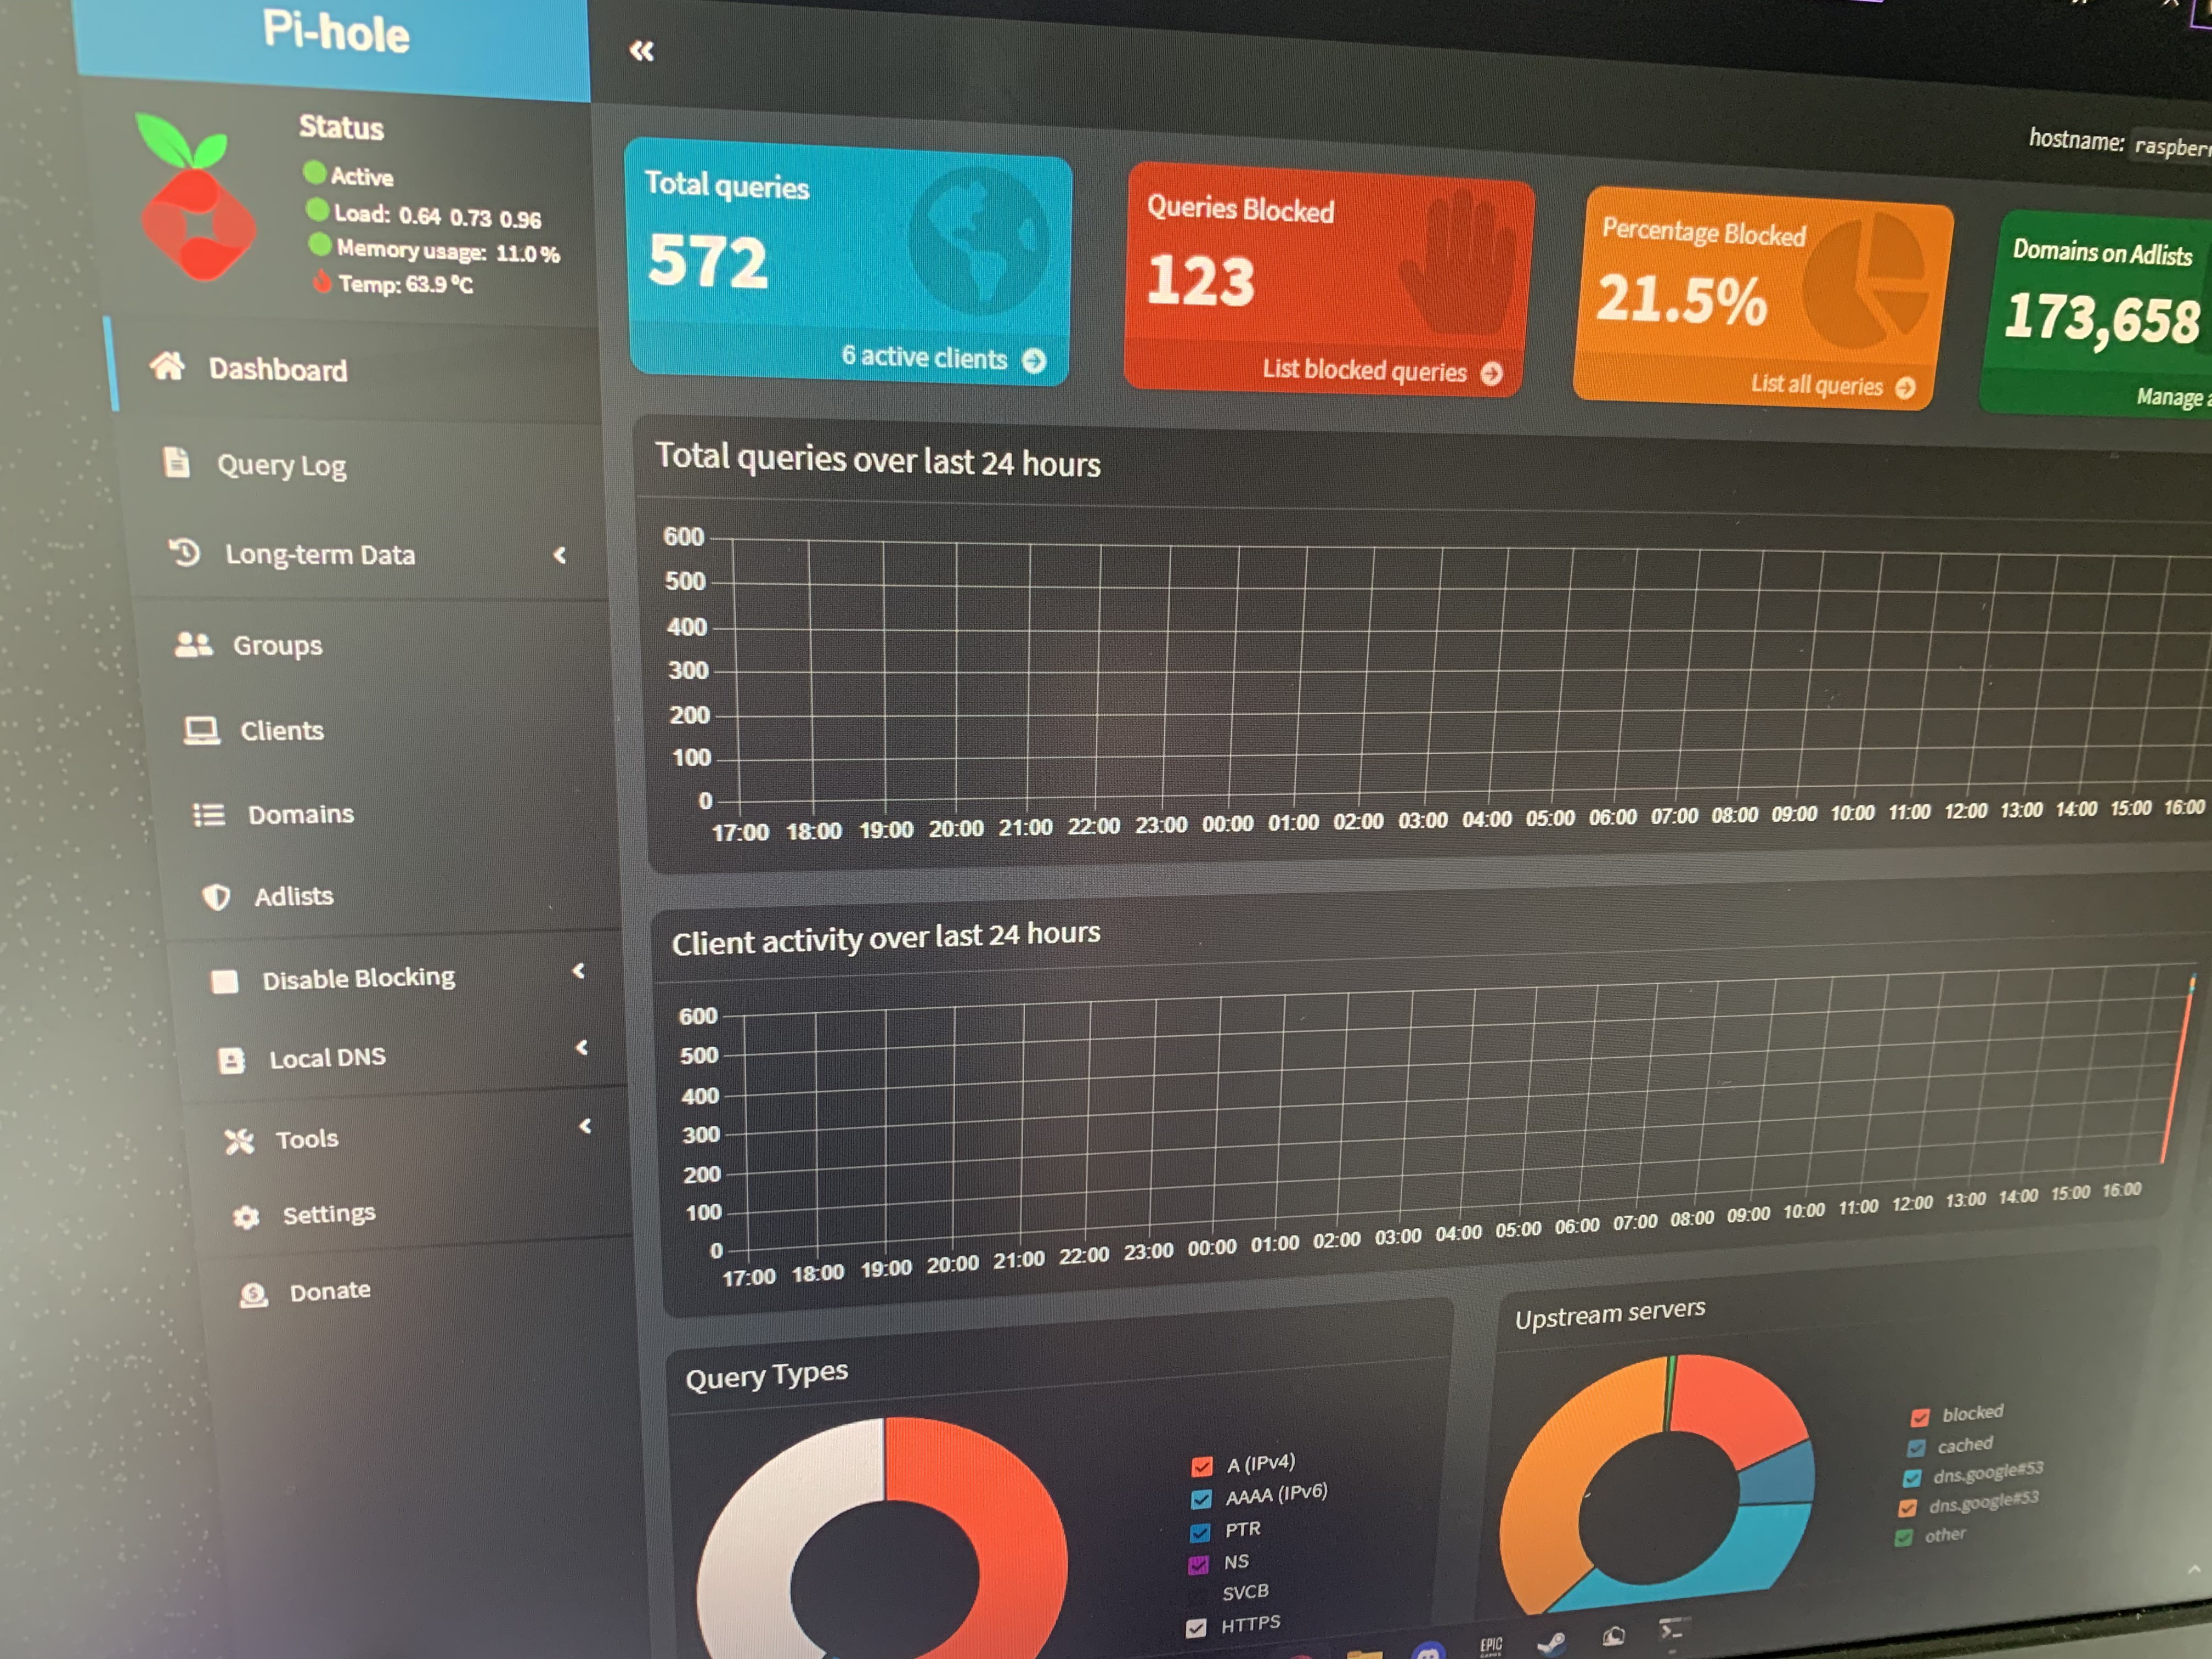 Pi-hole
Status
Active
Load: 0.64 0.73 0.96
Memory usage: 11.0 %
Temp: 63.9 °C
Dashboard
Query Log
Long-term Data
Groups
Clients
Domains
Adlists
Disable Blocking
Local DNS
Tools
Settings
Donate
hostname:
Total queries
572
6 active clients
Queries Blocked
123
List blocked queries
Percentage Blocked
21.5%
List all queries
Domains on Adlists
173,658
Manage
Total queries over last 24 hours
600
500
400
300
200
100
0
17:00 18:00 19:00 20:00 21:00 22:00 23:00 00:00 01:00 02:00 03:00 04:00 05:00 06:00 07:00 08:00 09:00 10:00 11:00 12:00 13:00 14:00 15:00 16:00
Client activity over last 24 hours
600
500
400
300
200
100
0
17:00 18:00 19:00 20:00 21:00 22:00 23:00 00:00 01:00 02:00 03:00 04:00 05:00 06:00 07:00 08:00 09:00 10:00 11:00 12:00 13:00 14:00 15:00 16:00
Query Types
A (IPv4)
AAAA (IPv6)
PTR
NS
SVCB
HTTPS
Upstream servers
blocked
cached
dns.google#53
dns.google#53
other
EPIC